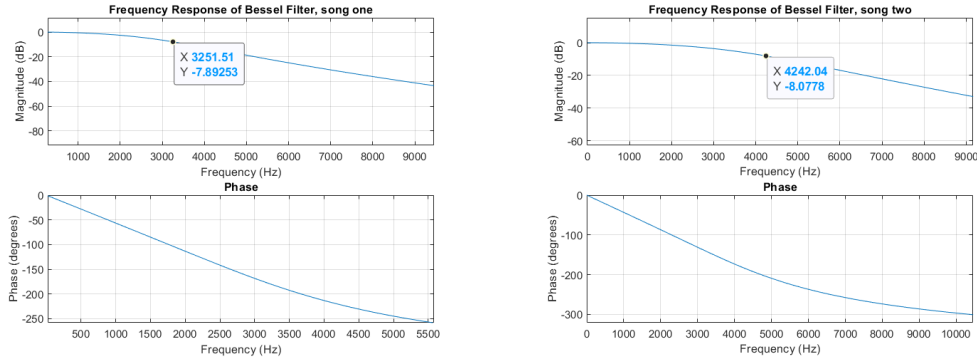 Frequency Response of Bessel Filter, song one
0
-20
-40
-60
-80
Magnitude (dB)
X 3251.51
Y -7.89253
1000 2000 3000 4000 5000 6000 7000 8000 9000
Frequency (Hz)
Phase
0
-50
-100
-150
-200
-250
Phase (degrees)
500 1000 1500 2000 2500 3000 3500 4000 4500 5000 5500
Frequency (Hz)
Frequency Response of Bessel Filter, song two
0
-20
-40
-60
Magnitude (dB)
X 4242.04
Y -8.0778
0 1000 2000 3000 4000 5000 6000 7000 8000 9000
Frequency (Hz)
Phase
0
-100
-200
-300
Phase (degrees)
0 1000 2000 3000 4000 5000 6000 7000 8000 9000 10000
Frequency (Hz)